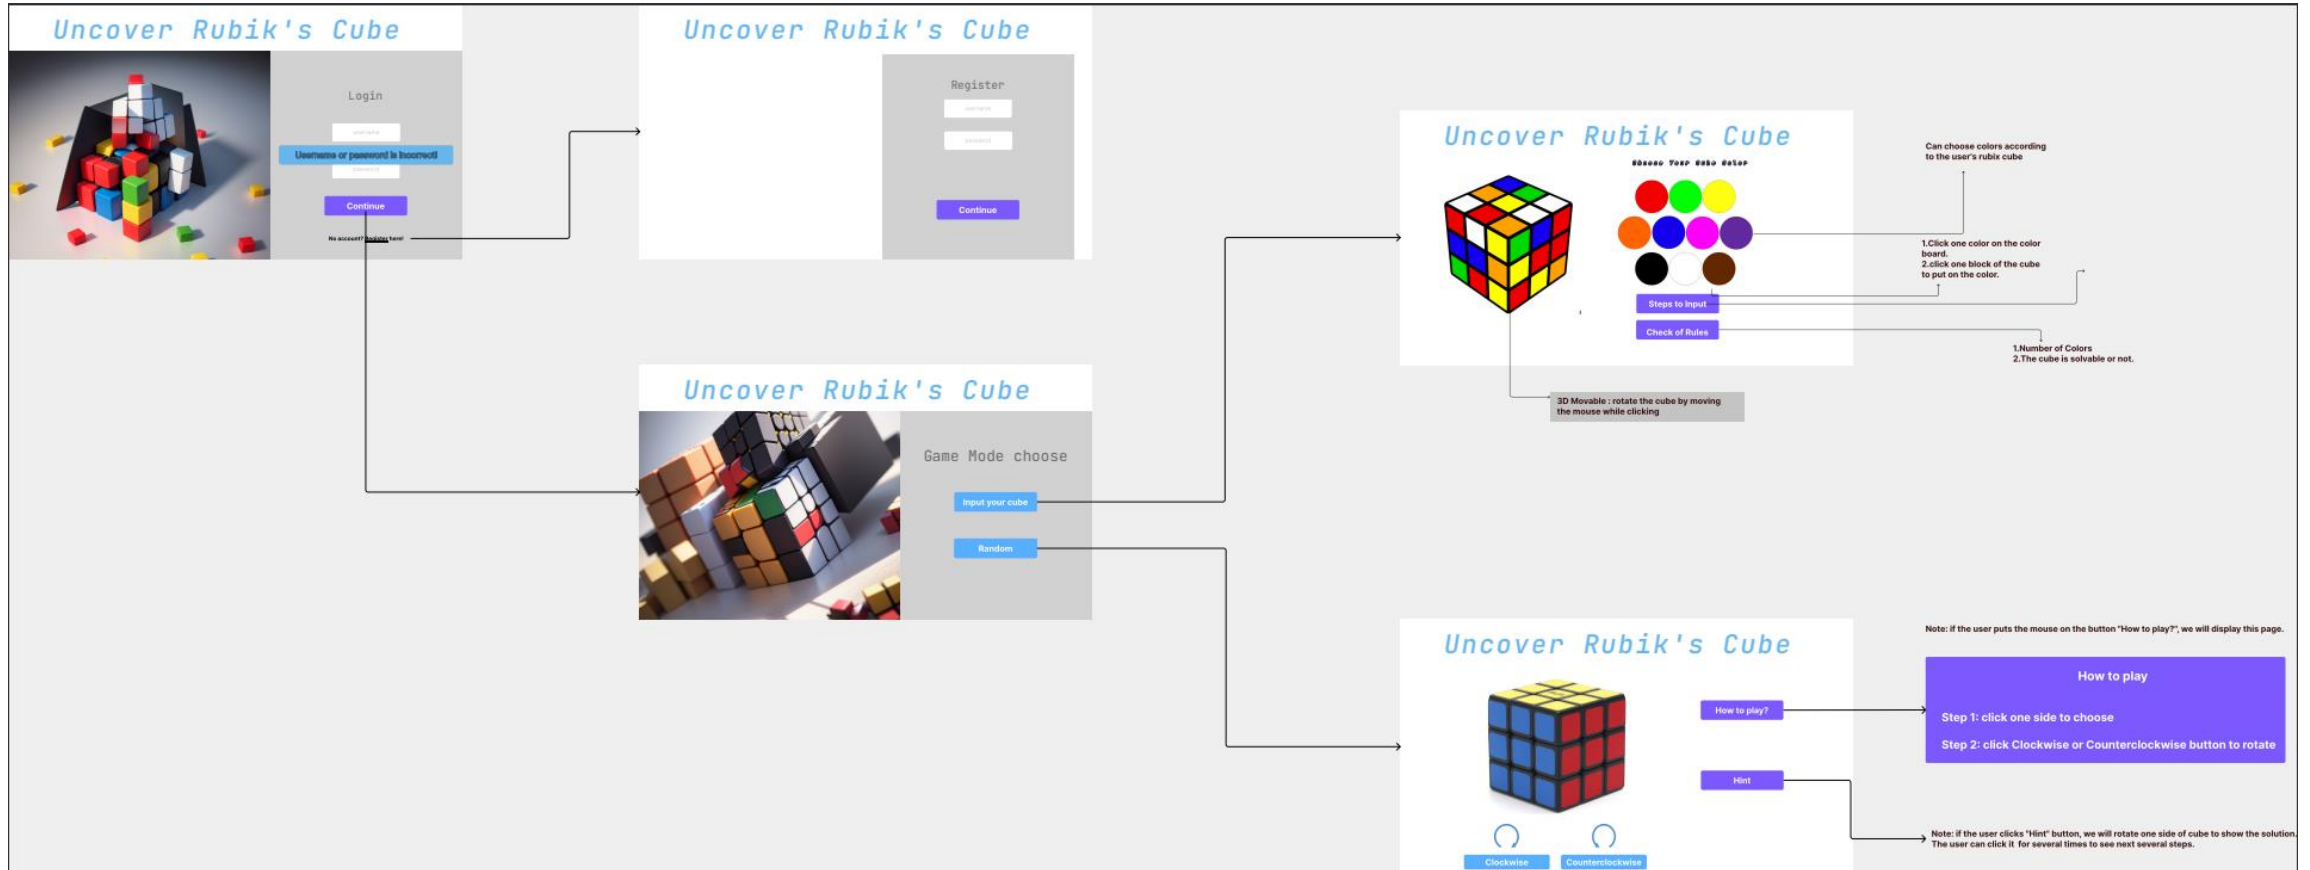 Uncover Rubik's Cube
Login
username
Username or password is incorrect!
password
Continue
No account? Register here!
Uncover Rubik's Cube
Register
username
password
Continue
Uncover Rubik's Cube
Game Mode choose
Input your cube
Random
Uncover Rubik's Cube
Choose Your Cube Color
Steps to Input
Check of Rules
3D Movable : rotate the cube by moving
the mouse while clicking
Can choose colors according
to the user's rubix cube
1.Click one color on the color
board.
2.click one block of the cube
to put on the color.
1.Number of Colors
2.The cube is solvable or not.
Uncover Rubik's Cube
How to play?
Hint
Clockwise
Counterclockwise
Note: if the user puts the mouse on the button "How to play?", we will display this page.
How to play
Step 1: click one side to choose
Step 2: click Clockwise or Counterclockwise button to rotate
Note: if the user clicks "Hint" button, we will rotate one side of cube to show the solution.
The user can click it for several times to see next several steps.